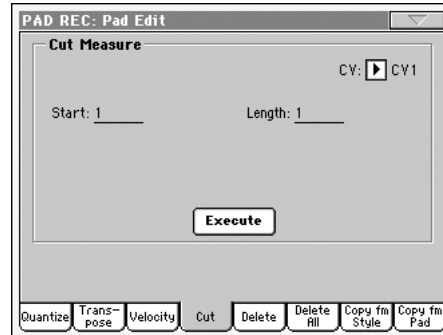 PAD REC: Pad Edit
Cut Measure
CV: CV1
Start: 1 Length: 1
Execute
Quantize Trans-pose Velocity Cut Delete Delete All Copy fm Style Copy fm Pad